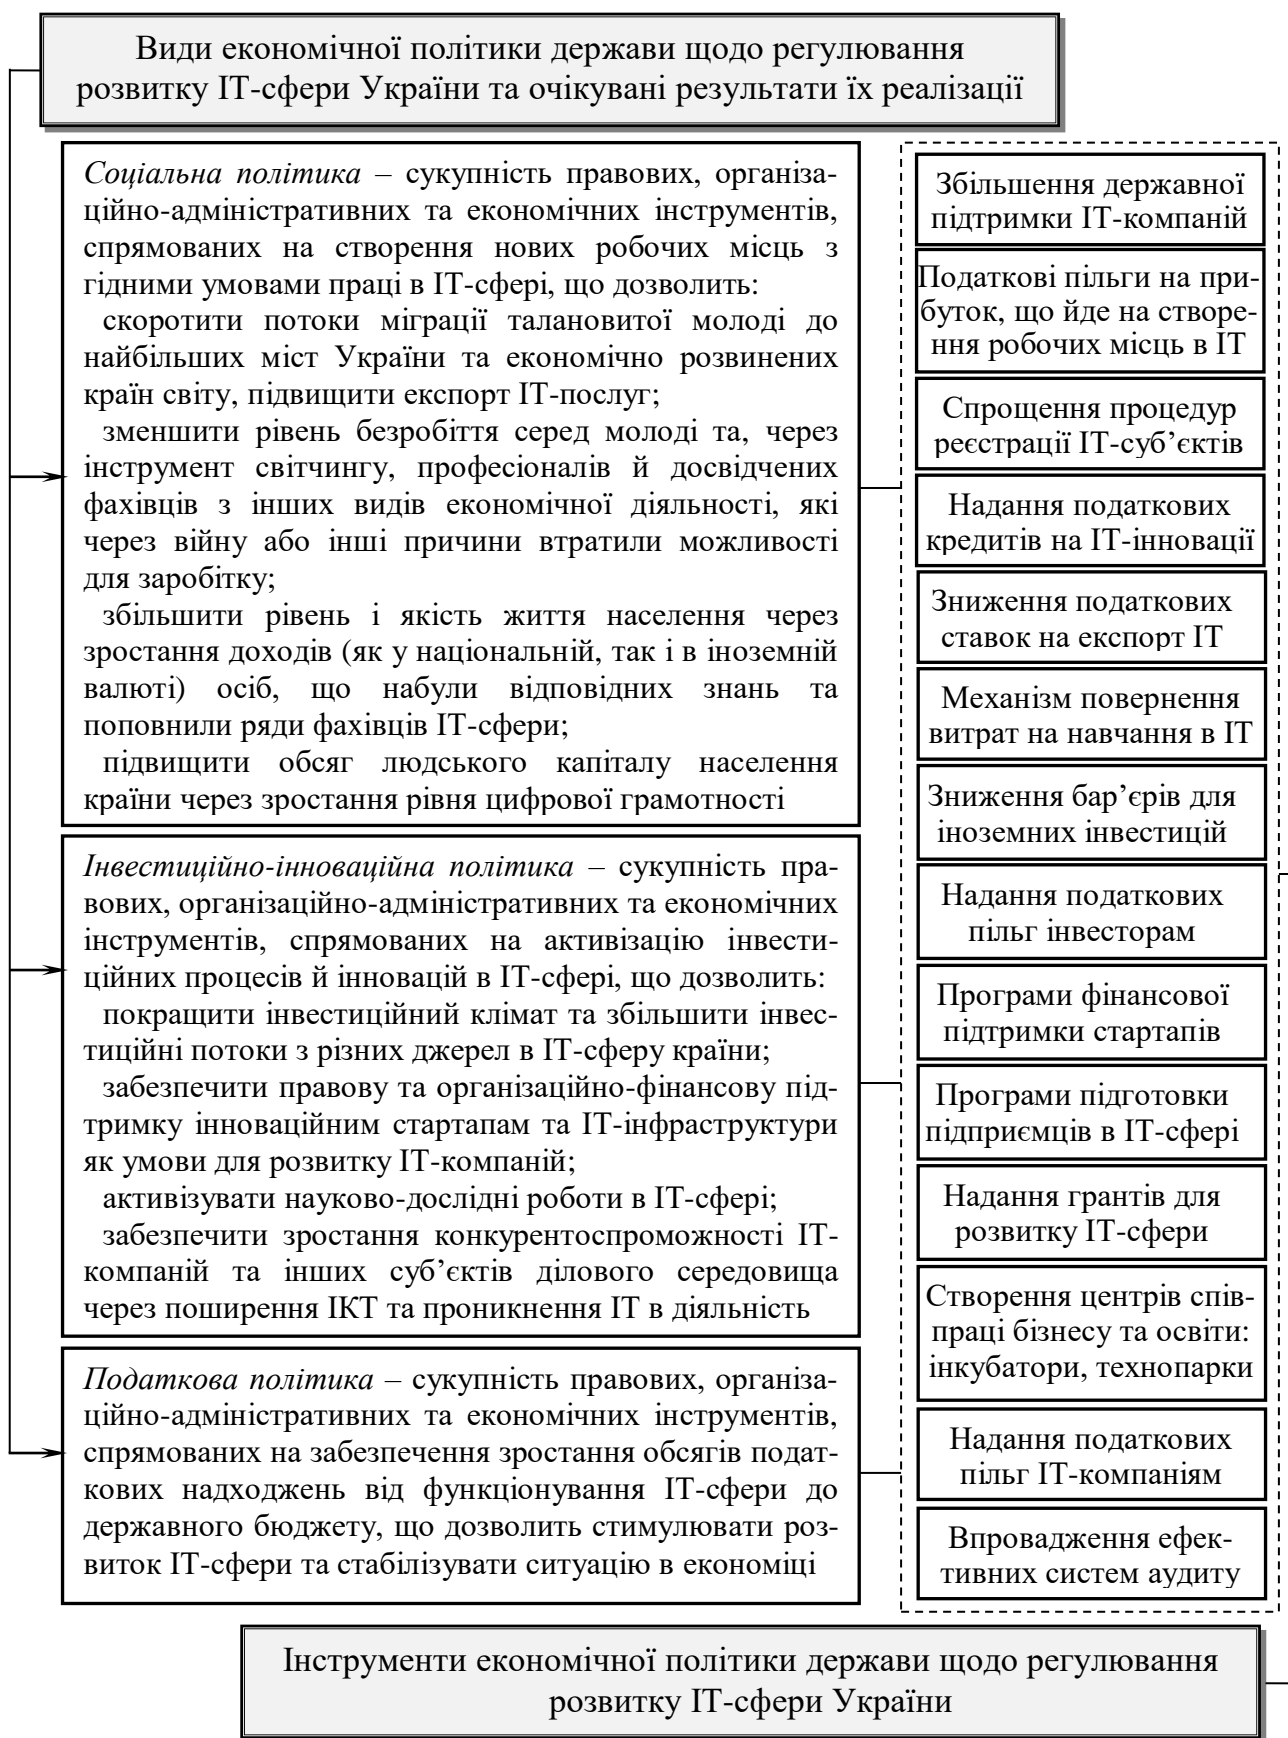 Види економічної політики держави щодо регулювання
розвитку ІТ-сфери України та очікувані результати їх реалізації
Соціальна політика – сукупність правових, організа-
ційно-адміністративних та економічних інструментів,
спрямованих на створення нових робочих місць з
гідними умовами праці в ІТ-сфері, що дозволить:
скоротити потоки міграції талановитої молоді до
найбільших міст України та економічно розвинених
країн світу, підвищити експорт ІТ-послуг;
зменшити рівень безробіття серед молоді та, через
інструмент світчингу, професіоналів й досвідчених
фахівців з інших видів економічної діяльності, які
через війну або інші причини втратили можливості
для заробітку;
збільшити рівень і якість життя населення через
зростання доходів (як у національній, так і в іноземній
валюті) осіб, що набули відповідних знань та
поповнили ряди фахівців ІТ-сфери;
підвищити обсяг людського капіталу населення
країни через зростання рівня цифрової грамотності
Інвестиційно-інноваційна політика – сукупність пра-
вових, організаційно-адміністративних та економічних
інструментів, спрямованих на активізацію інвести-
ційних процесів й інновацій в ІТ-сфері, що дозволить:
покращити інвестиційний клімат та збільшити інвес-
тиційні потоки з різних джерел в ІТ-сферу країни;
забезпечити правову та організаційно-фінансову під-
тримку інноваційним стартапам та ІТ-інфраструктури
як умови для розвитку ІТ-компаній;
активізувати науково-дослідні роботи в ІТ-сфері;
забезпечити зростання конкурентоспроможності ІТ-
компаній та інших суб’єктів ділового середовища
через поширення ІКТ та проникнення ІТ в діяльність
Податкова політика – сукупність правових, організа-
ційно-адміністративних та економічних інструментів,
спрямованих на забезпечення зростання обсягів подат-
кових надходжень від функціонування ІТ-сфери до
державного бюджету, що дозволить стимулювати роз-
виток ІТ-сфери та стабілізувати ситуацію в економіці
Збільшення державної
підтримки ІТ-компаній
Податкові пільги на при-
буток, що йде на створе-
ння робочих місць в ІТ
Спрощення процедур
реєстрації ІТ-суб’єктів
Надання податкових
кредитів на ІТ-інновації
Зниження податкових
ставок на експорт ІТ
Механізм повернення
витрат на навчання в ІТ
Зниження бар’єрів для
іноземних інвестицій
Надання податкових
пільг інвесторам
Програми фінансової
підтримки стартапів
Програми підготовки
підприємців в ІТ-сфері
Надання грантів для
розвитку ІТ-сфери
Створення центрів спів-
праці бізнесу та освіти:
інкубатори, технопарки
Надання податкових
пільг ІТ-компаніям
Впровадження ефек-
тивних систем аудиту
Інструменти економічної політики держави щодо регулювання
розвитку ІТ-сфери України